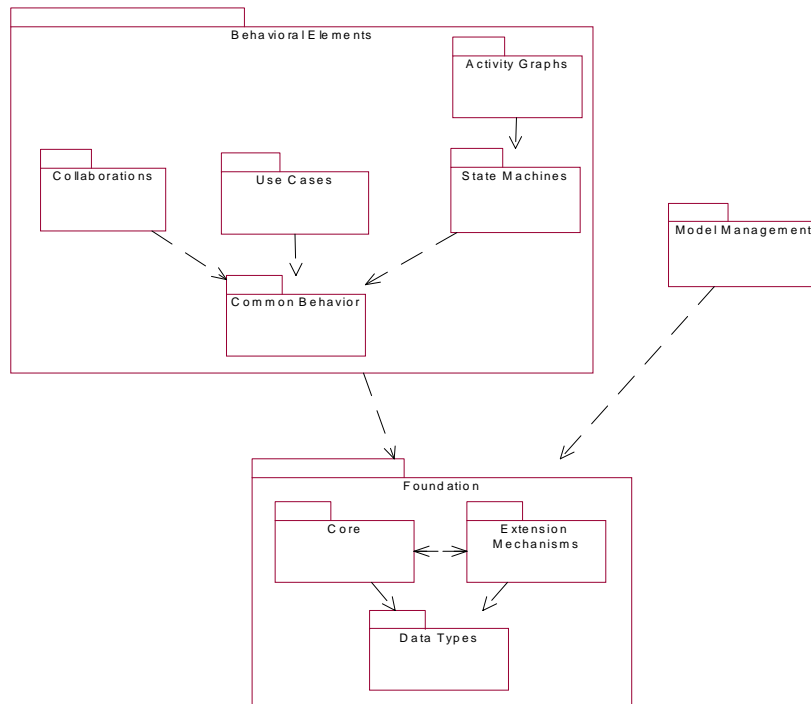 Behavioral Elements
Activity Graphs
Collaborations
Use Cases
State Machines
Model Management
Common Behavior
Foundation
Core
Extension
Mechanisms
Data Types